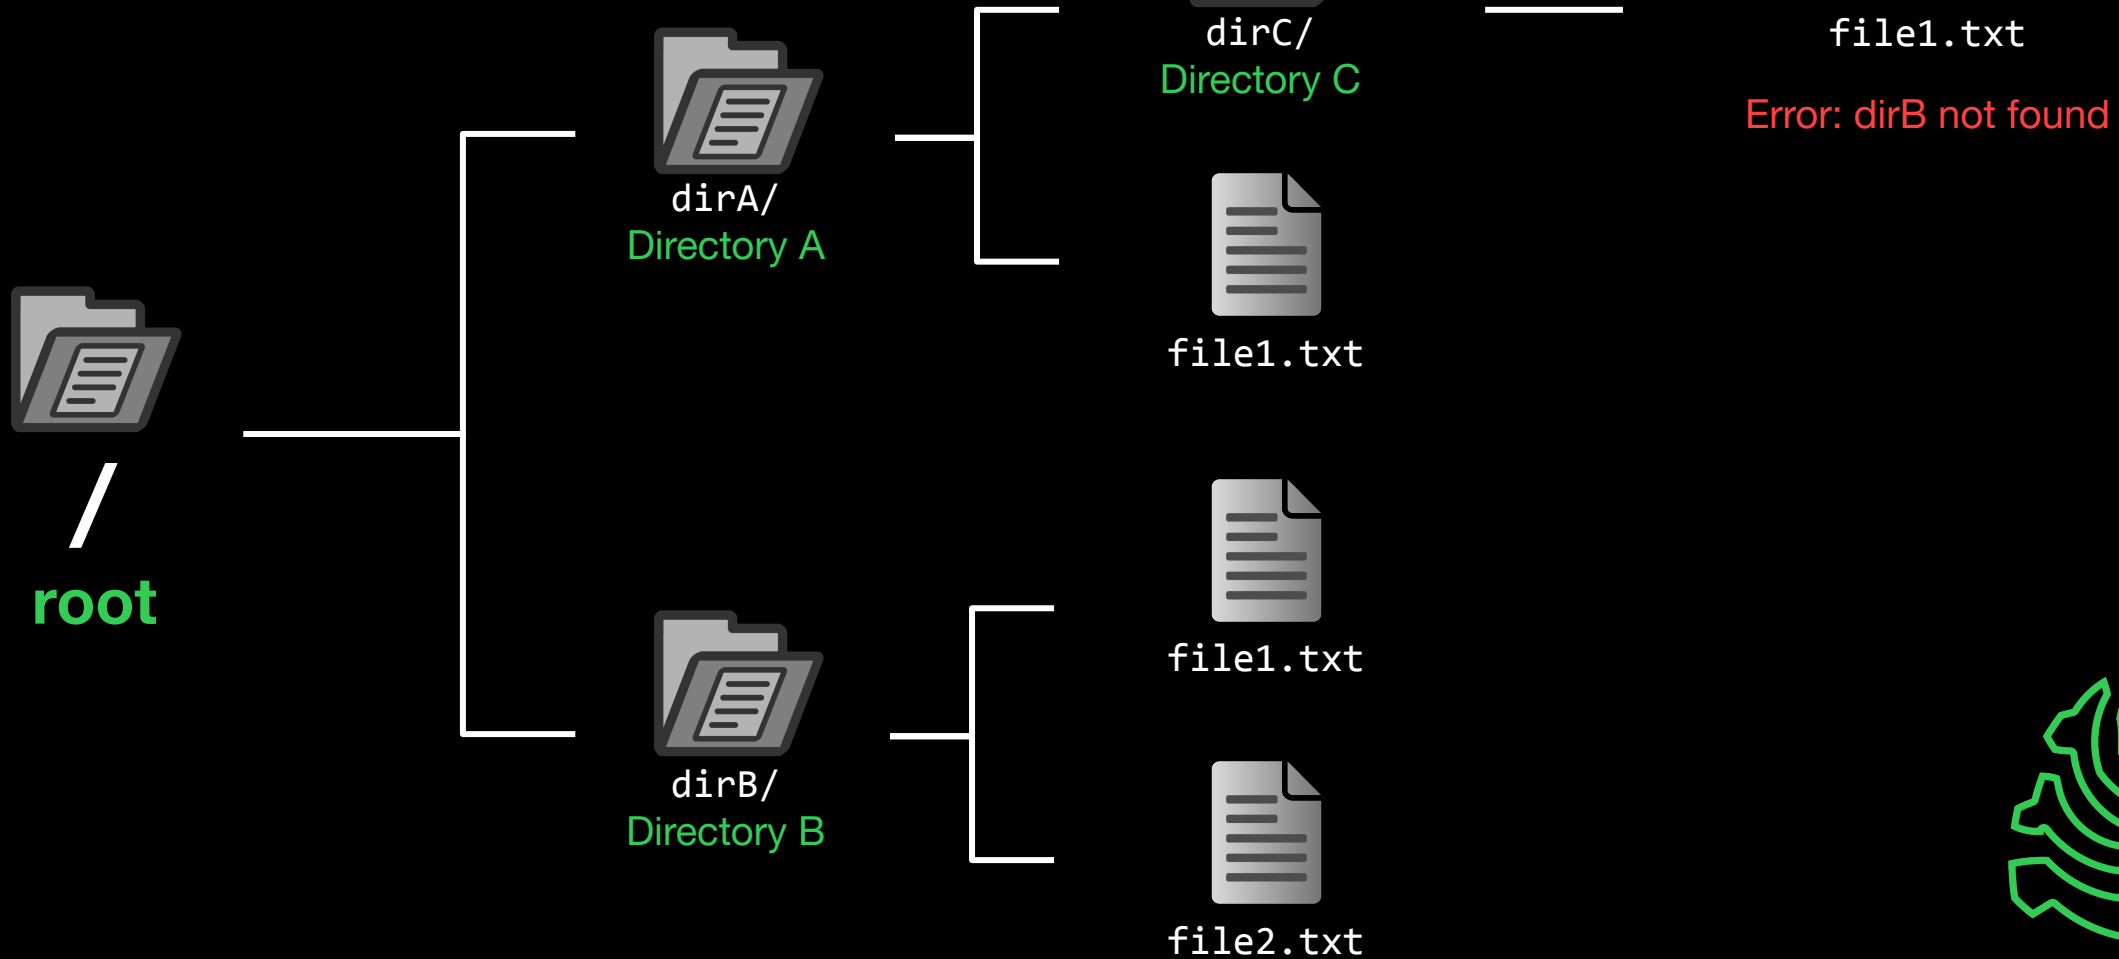 dirC/
Directory C
file1.txt
Error: dirB not found
dirA/
Directory A
file1.txt
/
root
file1.txt
dirB/
Directory B
file2.txt